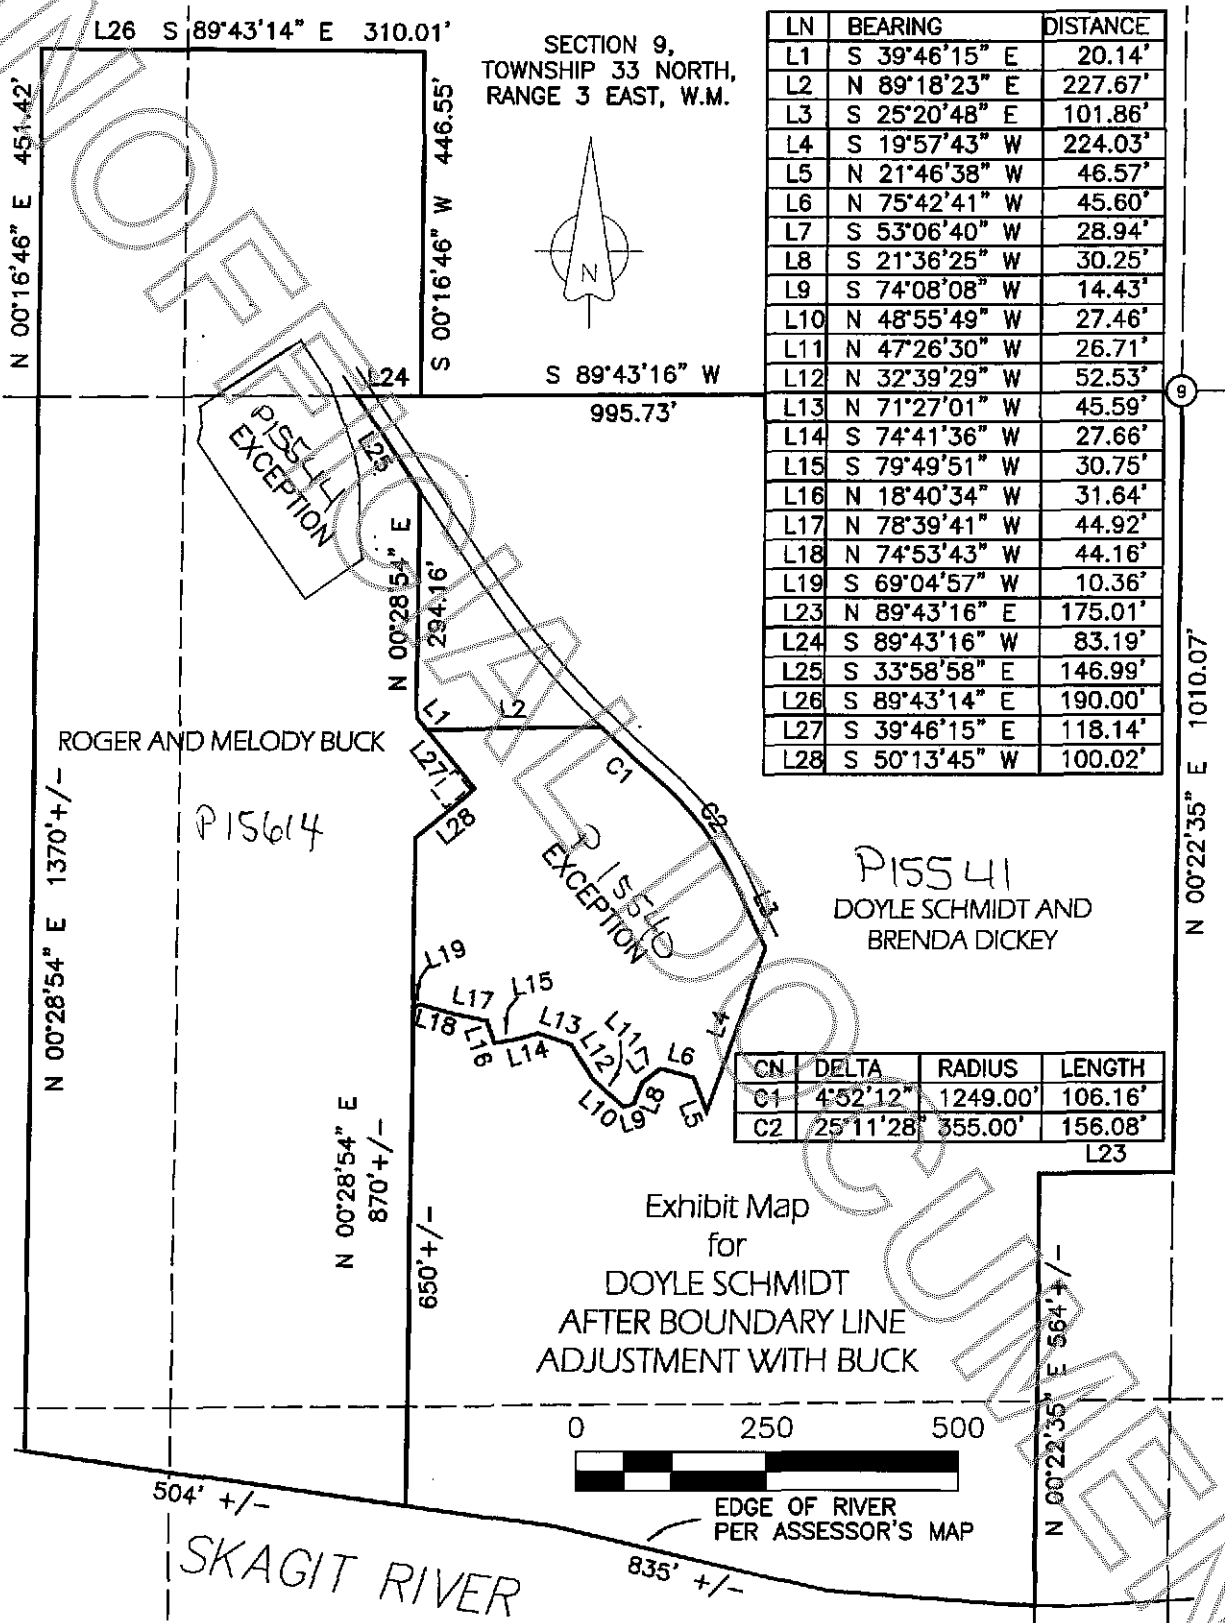 L26 S 89°43'14" E 310.01'
N 00°16'46" E 451.42'
S 00°16'46" W 446.55'
SECTION 9,
TOWNSHIP 33 NORTH,
RANGE 3 EAST, W.M.
N
LN BEARING DISTANCE
L1 S 39°46'15" E 20.14'
L2 N 89°18'23" E 227.67'
L3 S 25°20'48" E 101.86'
L4 S 19°57'43" W 224.03'
L5 N 21°46'38" W 46.57'
L6 N 75°42'41" W 45.60'
L7 S 53°06'40" W 28.94'
L8 S 21°36'25" W 30.25'
L9 S 74°08'08" W 14.43'
L10 N 48°55'49" W 27.46'
L11 N 47°26'30" W 26.71'
L12 N 32°39'29" W 52.53'
L13 N 71°27'01" W 45.59'
L14 S 74°41'36" W 27.66'
L15 S 79°49'51" W 30.75'
L16 N 18°40'34" W 31.64'
L17 N 78°39'41" W 44.92'
L18 N 74°53'43" W 44.16'
L19 S 69°04'57" W 10.36'
L23 N 89°43'16" E 175.01'
L24 S 89°43'16" W 83.19'
L25 S 33°58'58" E 146.99'
L26 S 89°43'14" E 190.00'
L27 S 39°46'15" E 118.14'
L28 S 50°13'45" W 100.02'
L24
S 89°43'16" W
995.73'
9
P15544
EXCEPTION
L25
N 00°28'54" E
294.16'
L1
L2
ROGER AND MELODY BUCK
L27
L28
P15614
C1
C2
L3
P15540
EXCEPTION
P15541
DOYLE SCHMIDT AND
BRENDA DICKEY
N 00°22'35" E 1010.07'
N 00°28'54" E 1370'+/-
L19
L18
L17
L16
L15
L14
L13
L12
L11
L10
L9
L8
L7
L6
L5
L4
CN DELTA RADIUS LENGTH
C1 4°52'12" 1249.00' 106.16'
C2 25°11'28" 355.00' 156.08'
L23
N 00°28'54" E
870'+/-
650'+/-
Exhibit Map
for
DOYLE SCHMIDT
AFTER BOUNDARY LINE
ADJUSTMENT WITH BUCK
N 00°22'35" E 564'+/-
0 250 500
EDGE OF RIVER
PER ASSESSOR'S MAP
504' +/-
835' +/-
SKAGIT RIVER
UNOFFICIAL DOCUMEN